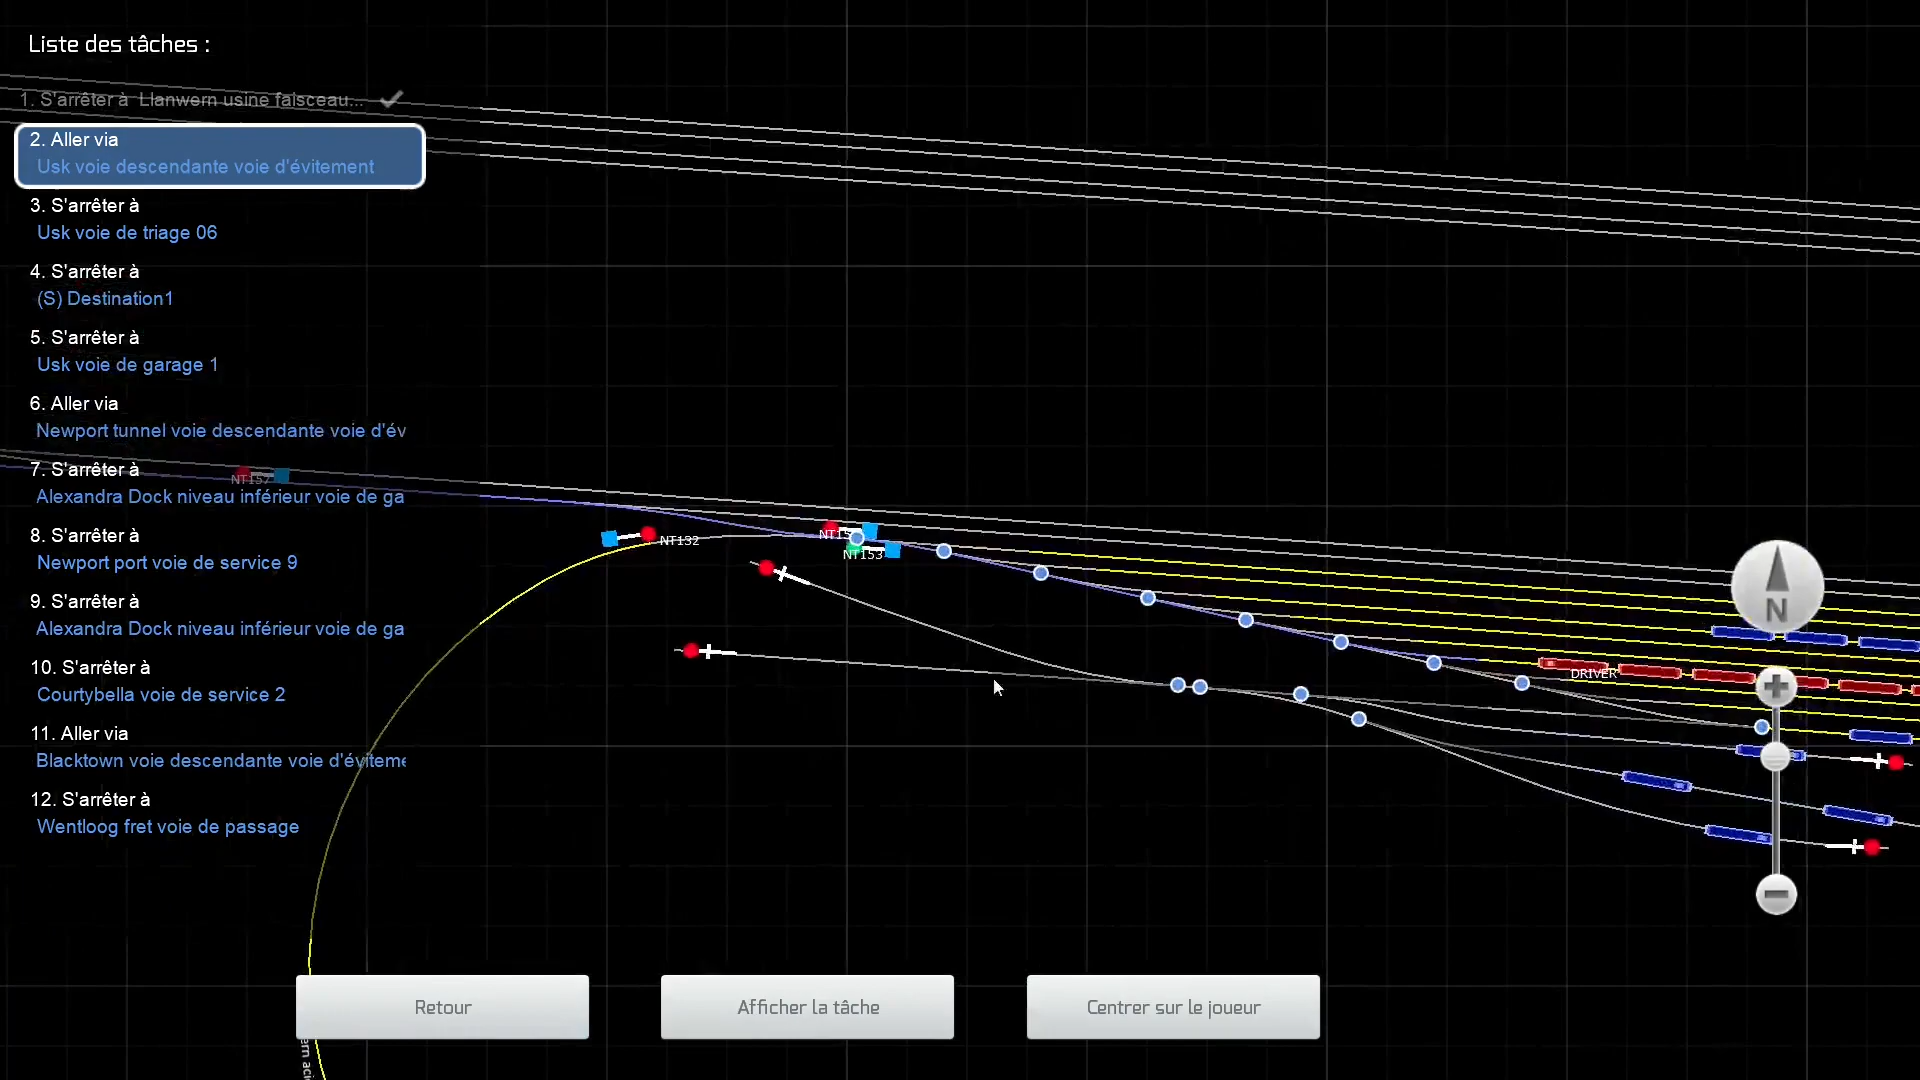 Liste des tâches :
1. S'arrêter à Llanwern usine faisceau...
2. Aller via
Usk voie descendante voie d'évitement
3. S'arrêter à
Usk voie de triage 06
4. S'arrêter à
(S) Destination1
5. S'arrêter à
Usk voie de garage 1
6. Aller via
Newport tunnel voie descendante voie d'év
NT157
7. S'arrêter à
Alexandra Dock niveau inférieur voie de ga
8. S'arrêter à
Newport port voie de service 9
9. S'arrêter à
Alexandra Dock niveau inférieur voie de ga
10. S'arrêter à
Courtybella voie de service 2
11. Aller via
Blacktown voie descendante voie d'éviteme
12. S'arrêter à
Wentloog fret voie de passage
NT132
NT153
DRIVER
N
Retour
Afficher la tâche
Centrer sur le joueur